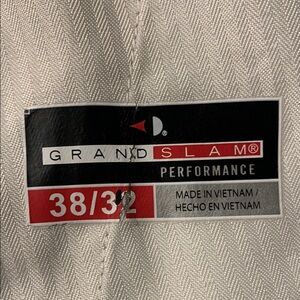 GRAND SLAM®
PERFORMANCE
38/32
MADE IN VIETNAM /
HECHO EN VIETNAM